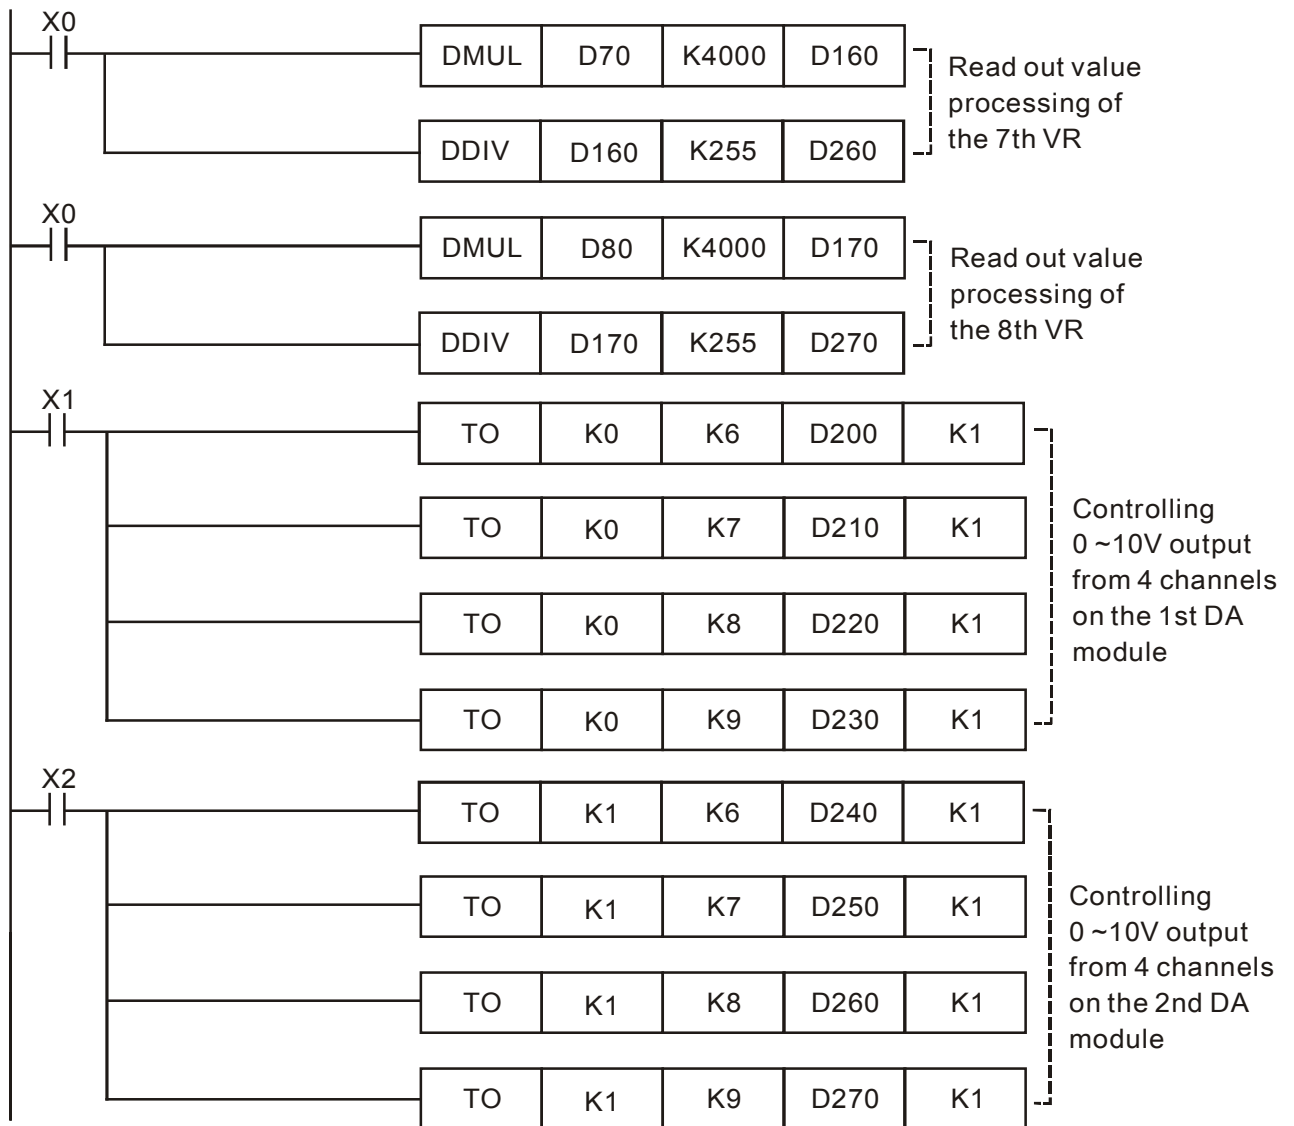 X0
DMUL D70 K4000 D160
DDIV D160 K255 D260
Read out value
processing of
the 7th VR
X0
DMUL D80 K4000 D170
DDIV D170 K255 D270
Read out value
processing of
the 8th VR
X1
TO K0 K6 D200 K1
TO K0 K7 D210 K1
TO K0 K8 D220 K1
TO K0 K9 D230 K1
Controlling
0 ~10V output
from 4 channels
on the 1st DA
module
X2
TO K1 K6 D240 K1
TO K1 K7 D250 K1
TO K1 K8 D260 K1
TO K1 K9 D270 K1
Controlling
0 ~10V output
from 4 channels
on the 2nd DA
module